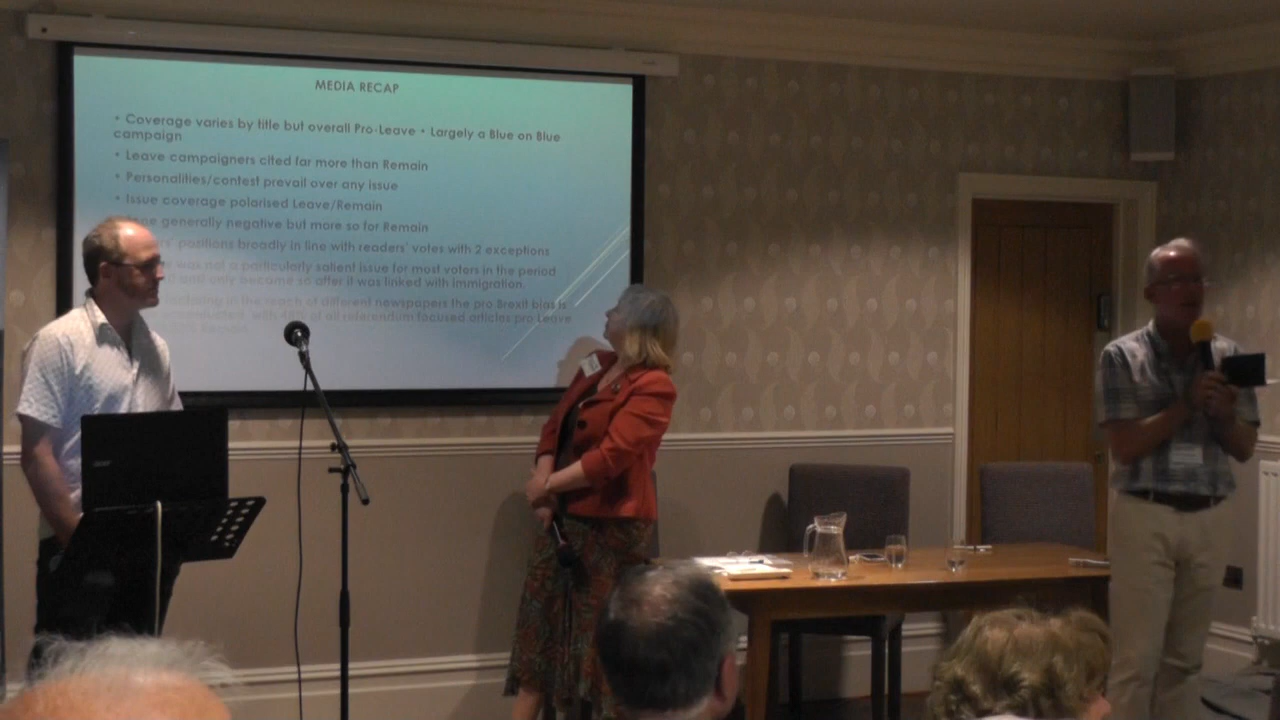 MEDIA RECAP
• Coverage varies by title but overall Pro-Leave • Largely a Blue on Blue
campaign
• Leave campaigners cited far more than Remain
• Personalities/contest prevail over any issue
• Issue coverage polarised Leave/Remain
generally negative but more so for Remain
positions broadly in line with readers' votes with 2 exceptions
was not a particularly salient issue for most voters in the period
until only became so after it was linked with immigration.
in the reach of different newspapers the pro Brexit bias is
with 48% of all referendum focused articles pro Leave
acer